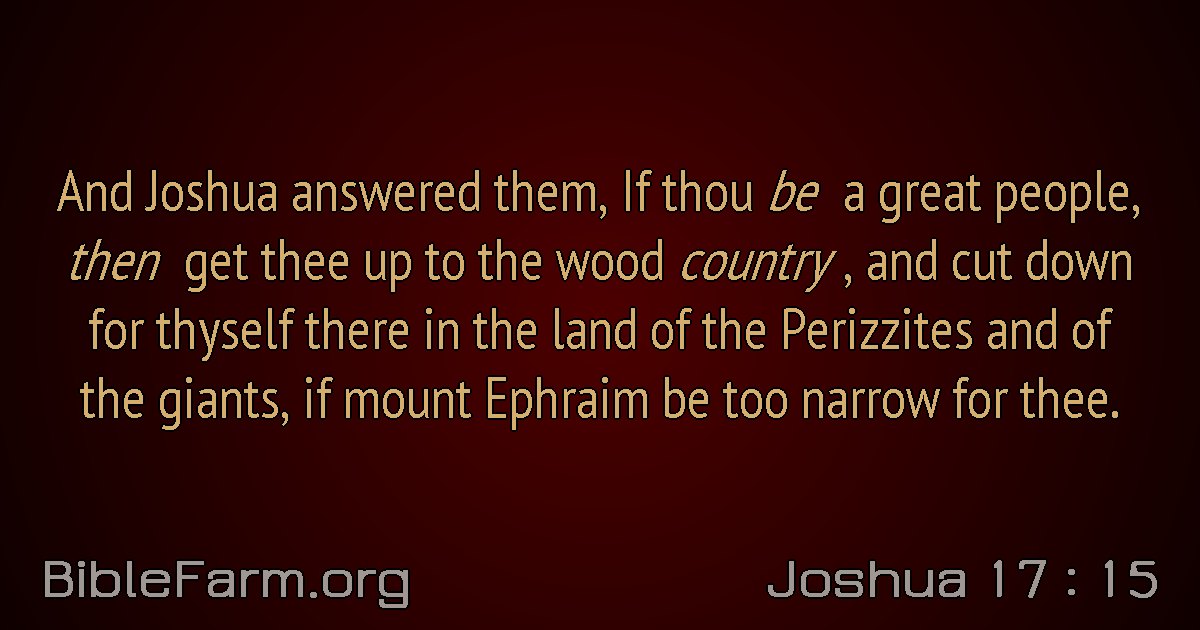 And Joshua answered them, If thou be a great people,
then get thee up to the wood country , and cut down
for thyself there in the land of the Perizzites and of
the giants, if mount Ephraim be too narrow for thee.
BibleFarm.org
Joshua 17 : 15